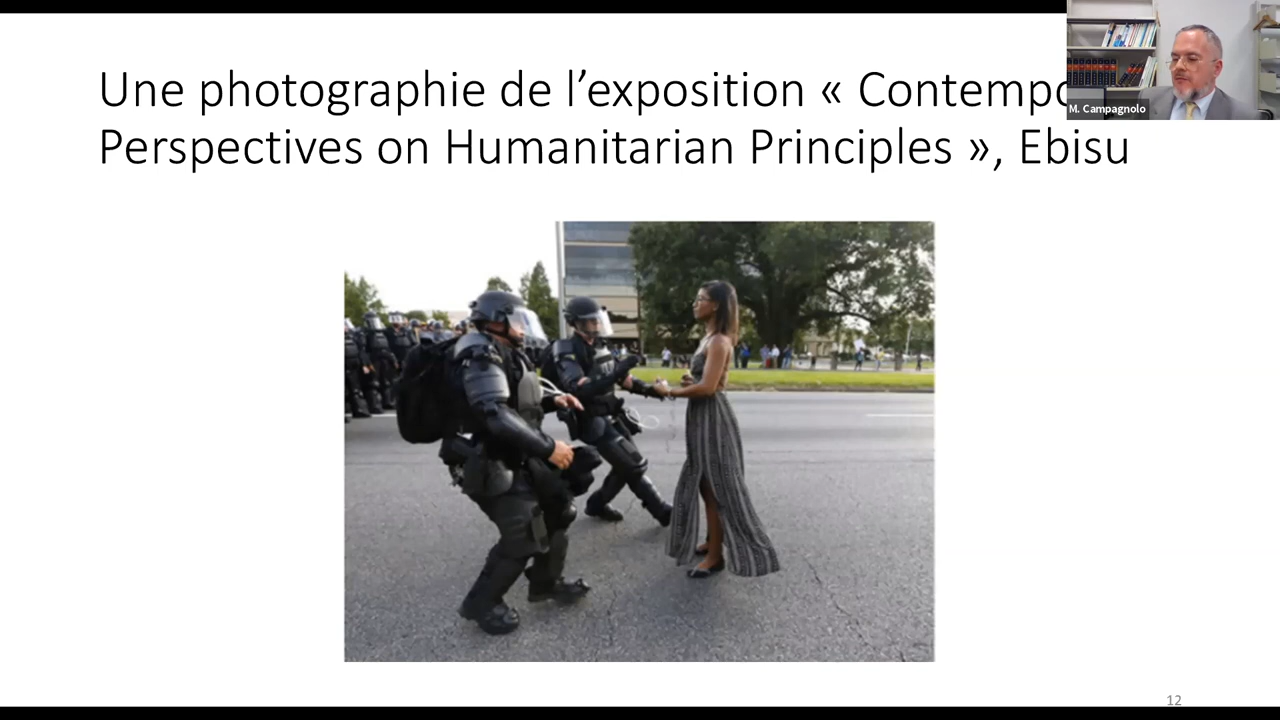 Une photographie de l’exposition « Contempo
Perspectives on Humanitarian Principles », Ebisu
M. Campagnolo
12